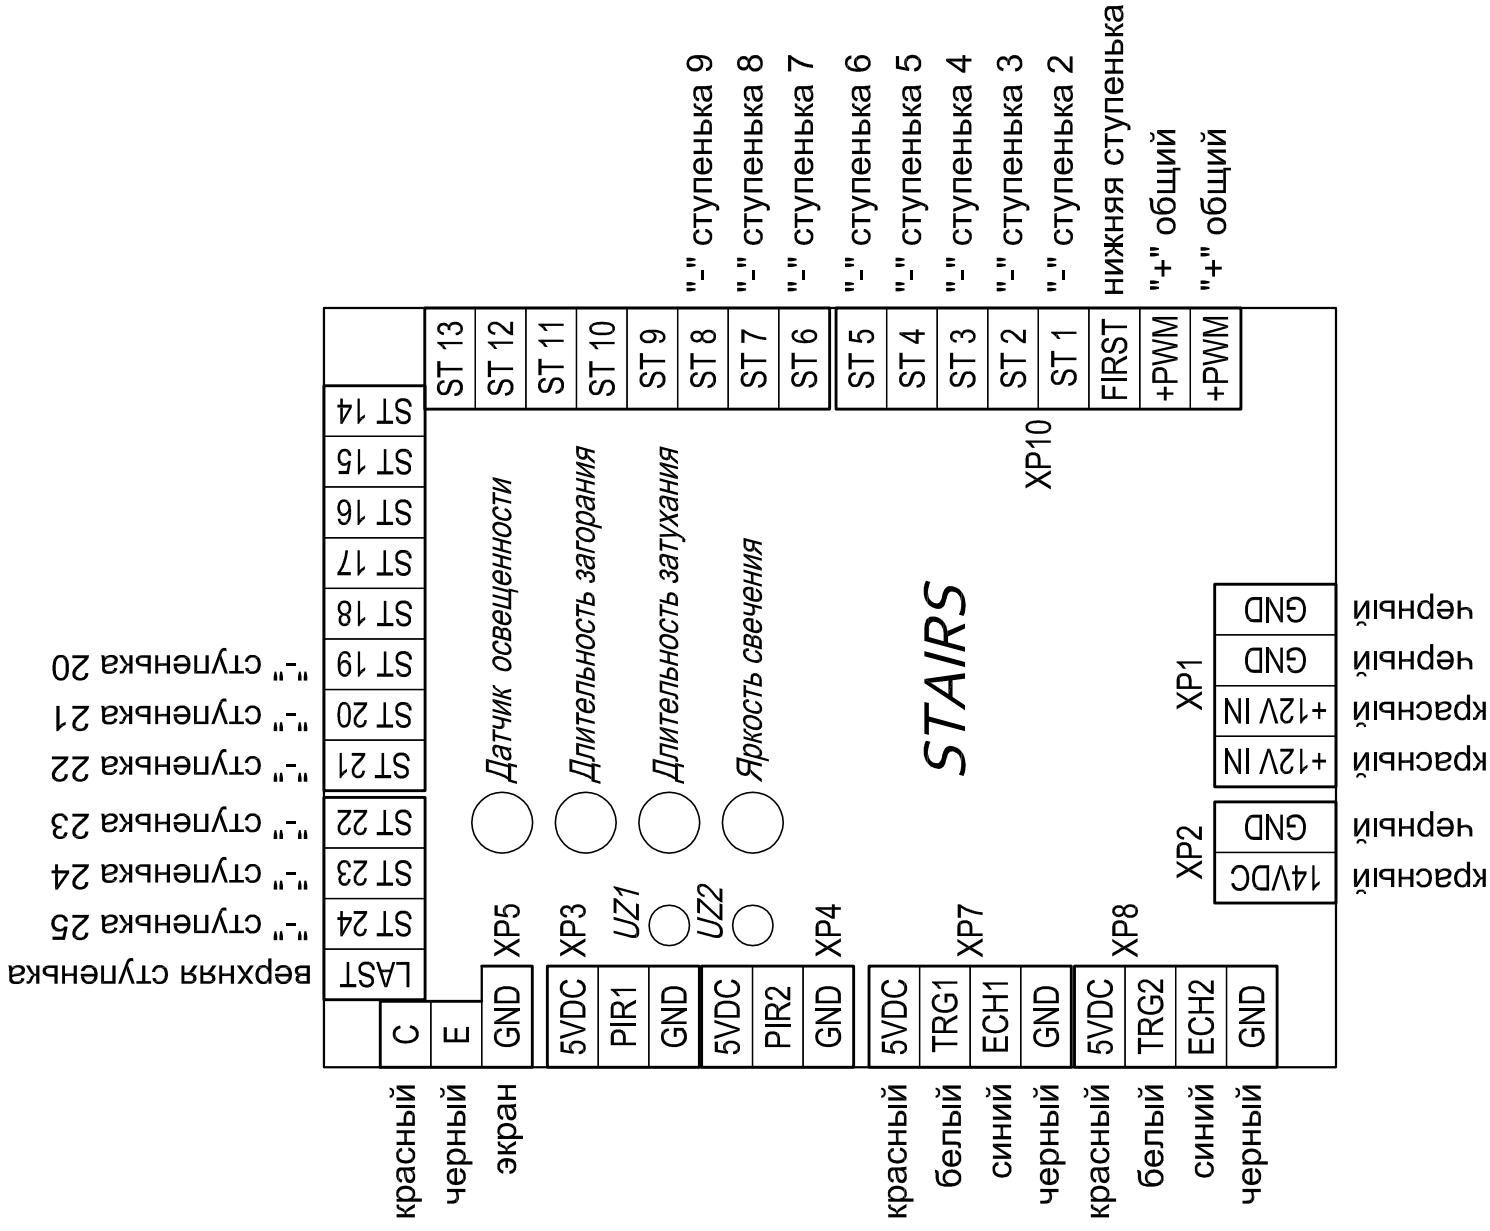 "-" ступенька 9
"-" ступенька 8
"-" ступенька 7
"-" ступенька 6
"-" ступенька 5
"-" ступенька 4
"-" ступенька 3
"-" ступенька 2
нижняя ступенька
"+" общий
"+" общий
ST 13
ST 12
ST 11
ST 10
ST 9
ST 8
ST 7
ST 6
ST 5
ST 4
ST 3
ST 2
ST 1
FIRST
+PWM
+PWM
XP10
ST 14
ST 15
ST 16
ST 17
ST 18
ST 19
ST 20
ST 21
ST 22
ST 23
ST 24
LAST
"-" ступенька 20
"-" ступенька 21
"-" ступенька 22
"-" ступенька 23
"-" ступенька 24
"-" ступенька 25
верхняя ступенька
Датчик освещенности
Длительность загорания
Длительность затухания
Яркость свечения
STAIRS
UZ1
UZ2
XP1
GND
GND
+12V IN
+12V IN
черный
черный
красный
красный
XP2
GND
14VDC
черный
красный
XP5
XP3
XP4
XP7
XP8
C
E
GND
5VDC
PIR1
GND
5VDC
PIR2
GND
5VDC
TRG1
ECH1
GND
5VDC
TRG2
ECH2
GND
красный
черный
экран
красный
белый
синий
черный
красный
белый
синий
черный